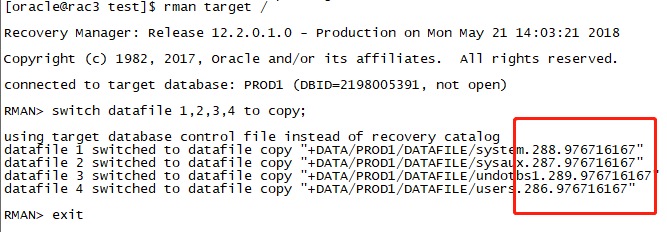 [oracle@rac3 test]$ rman target /
Recovery Manager: Release 12.2.0.1.0 - Production on Mon May 21 14:03:21 2018
Copyright (c) 1982, 2017, Oracle and/or its affiliates.  All rights reserved.
connected to target database: PROD1 (DBID=2198005391, not open)
RMAN> switch datafile 1,2,3,4 to copy;
using target database control file instead of recovery catalog
datafile 1 switched to datafile copy "+DATA/PROD1/DATAFILE/system.288.976716167"
datafile 2 switched to datafile copy "+DATA/PROD1/DATAFILE/sysaux.287.976716167"
datafile 3 switched to datafile copy "+DATA/PROD1/DATAFILE/undotbs1.289.976716167"
datafile 4 switched to datafile copy "+DATA/PROD1/DATAFILE/users.286.976716167"
RMAN> exit